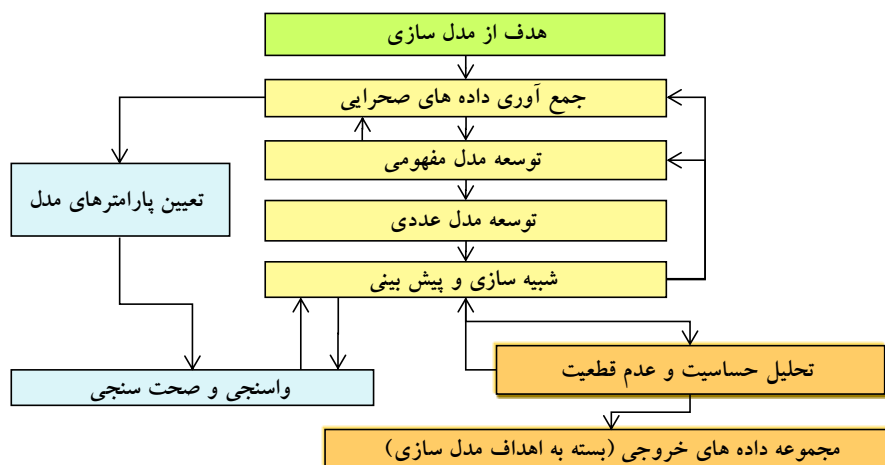 هدف از مدل سازی
جمع آوری داده های صحرایی
توسعه مدل مفهومی
تعیین پارامترهای مدل
توسعه مدل عددی
شبیه سازی و پیش بینی
تحلیل حساسیت و عدم قطعیت
واسنجی و صحت سنجی
مجموعه داده های خروجی (بسته به اهداف مدل سازی)